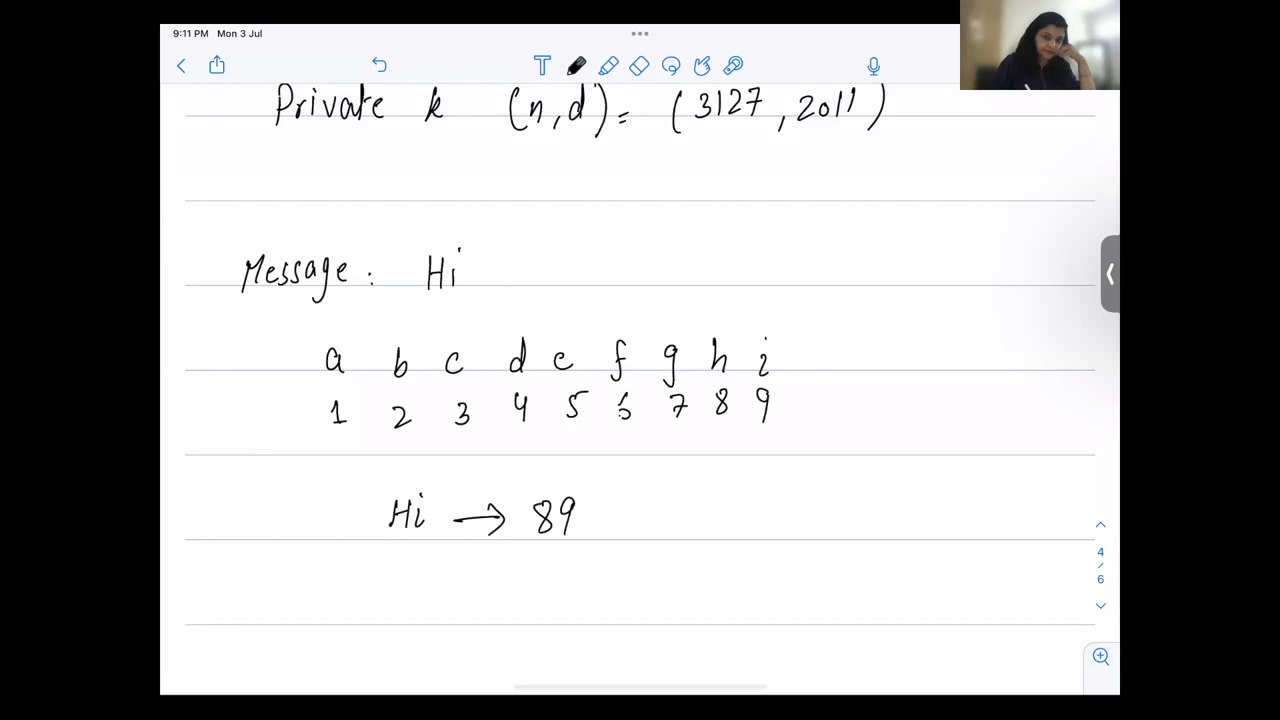 9:11 PM Mon 3 Jul
Private k (n,d) = (3127, 2011)
Message : Hi
a b c d e f g h i
1 2 3 4 5 6 7 8 9
Hi → 89
4
/
6